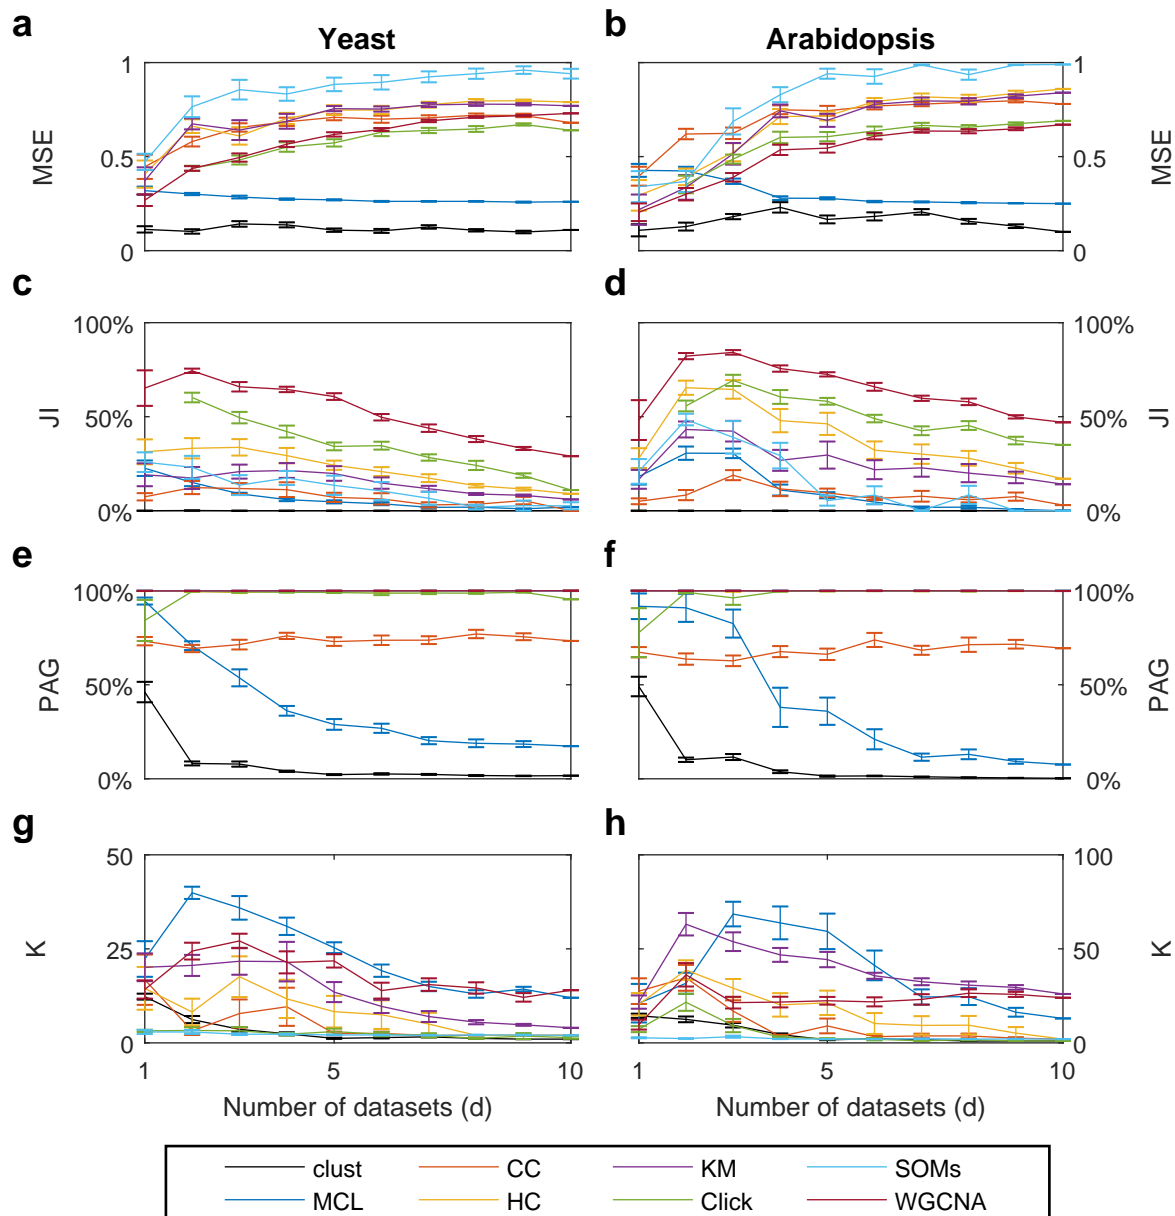 a
Yeast
b
Arabidopsis
1
0.5
0
MSE
1
0.5
0
MSE
c
d
100%
50%
0%
JI
100%
50%
0%
JI
e
f
100%
50%
0%
PAG
100%
50%
0%
PAG
g
h
50
25
0
K
100
50
0
K
1 5 10
1 5 10
Number of datasets (d)
Number of datasets (d)
clust CC KM SOMs
MCL HC Click WGCNA